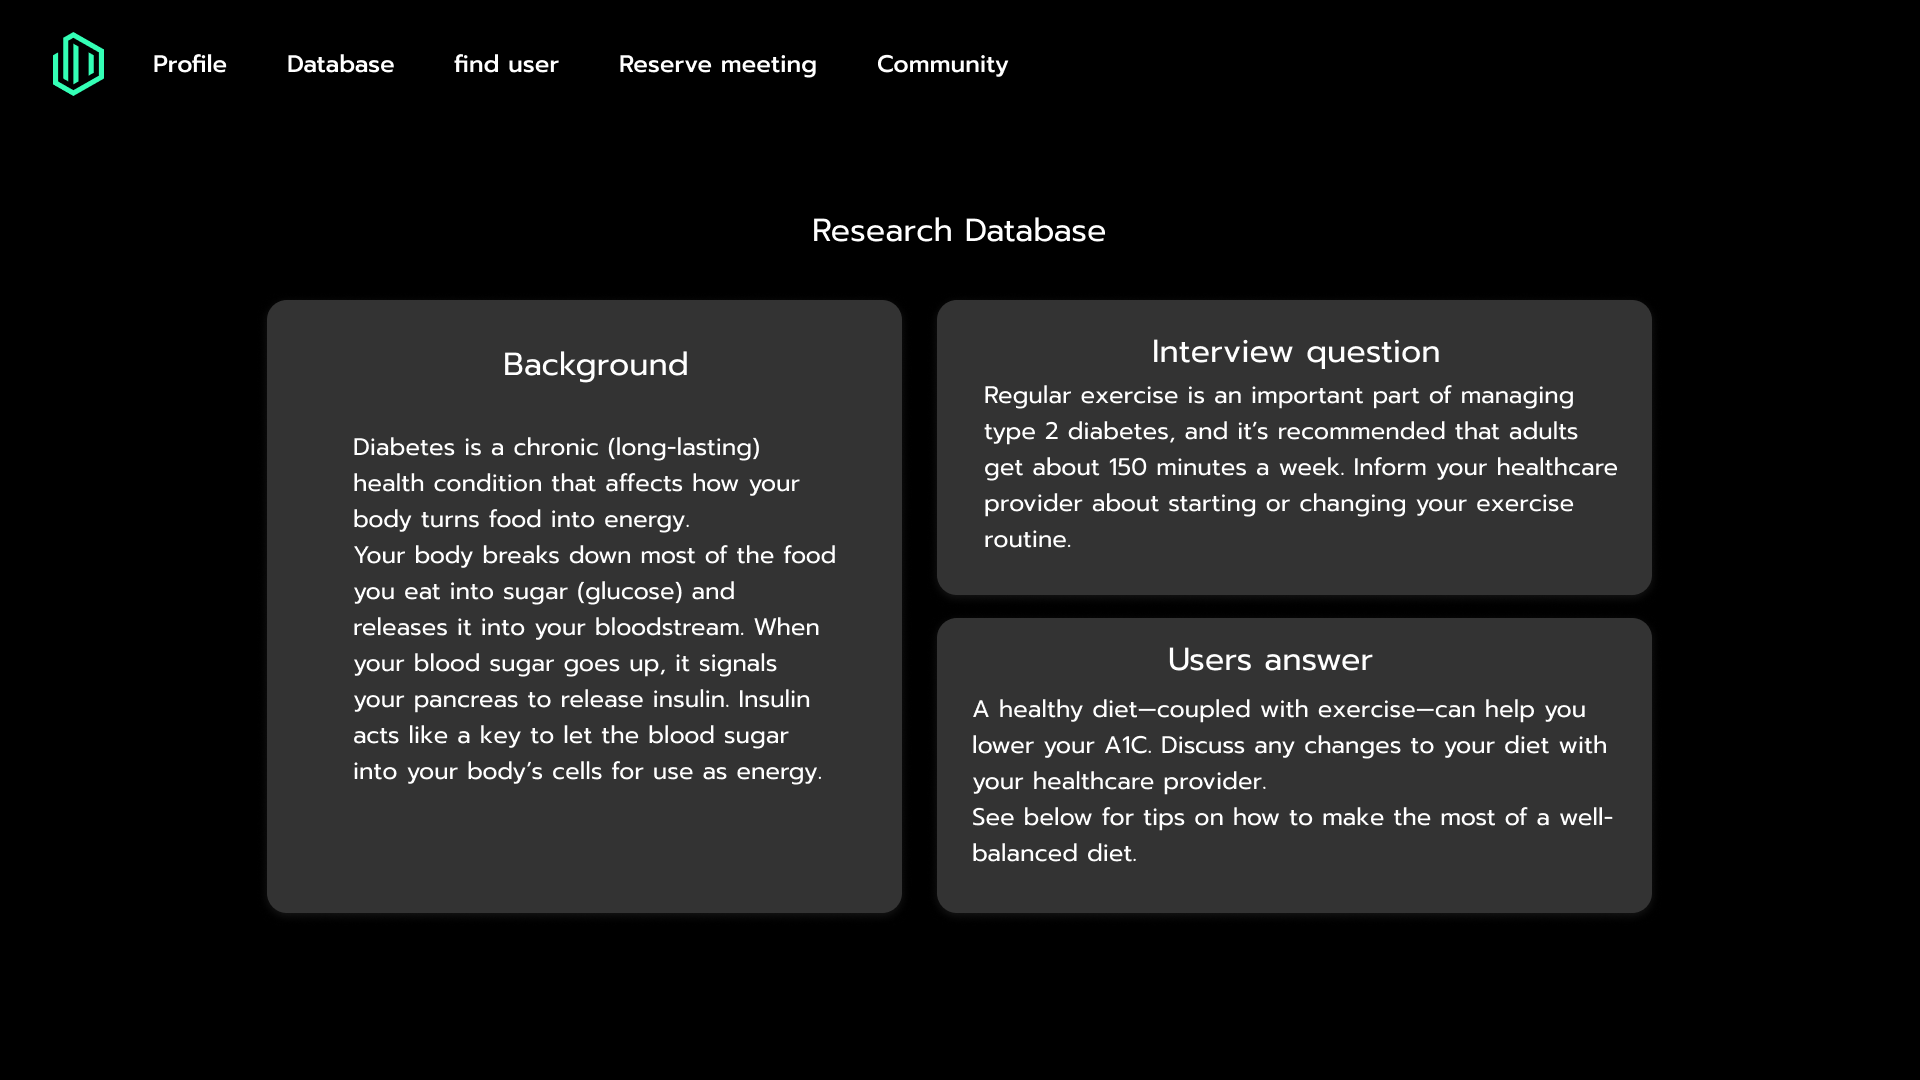 Profile
Database
find user
Reserve meeting
Community
Research Database
Background
Diabetes is a chronic (long-lasting)
health condition that affects how your
body turns food into energy.
Your body breaks down most of the food
you eat into sugar (glucose) and
releases it into your bloodstream. When
your blood sugar goes up, it signals
your pancreas to release insulin. Insulin
acts like a key to let the blood sugar
into your body’s cells for use as energy.
Interview question
Regular exercise is an important part of managing
type 2 diabetes, and it’s recommended that adults
get about 150 minutes a week. Inform your healthcare
provider about starting or changing your exercise
routine.
Users answer
A healthy diet—coupled with exercise—can help you
lower your A1C. Discuss any changes to your diet with
your healthcare provider.
See below for tips on how to make the most of a well-
balanced diet.